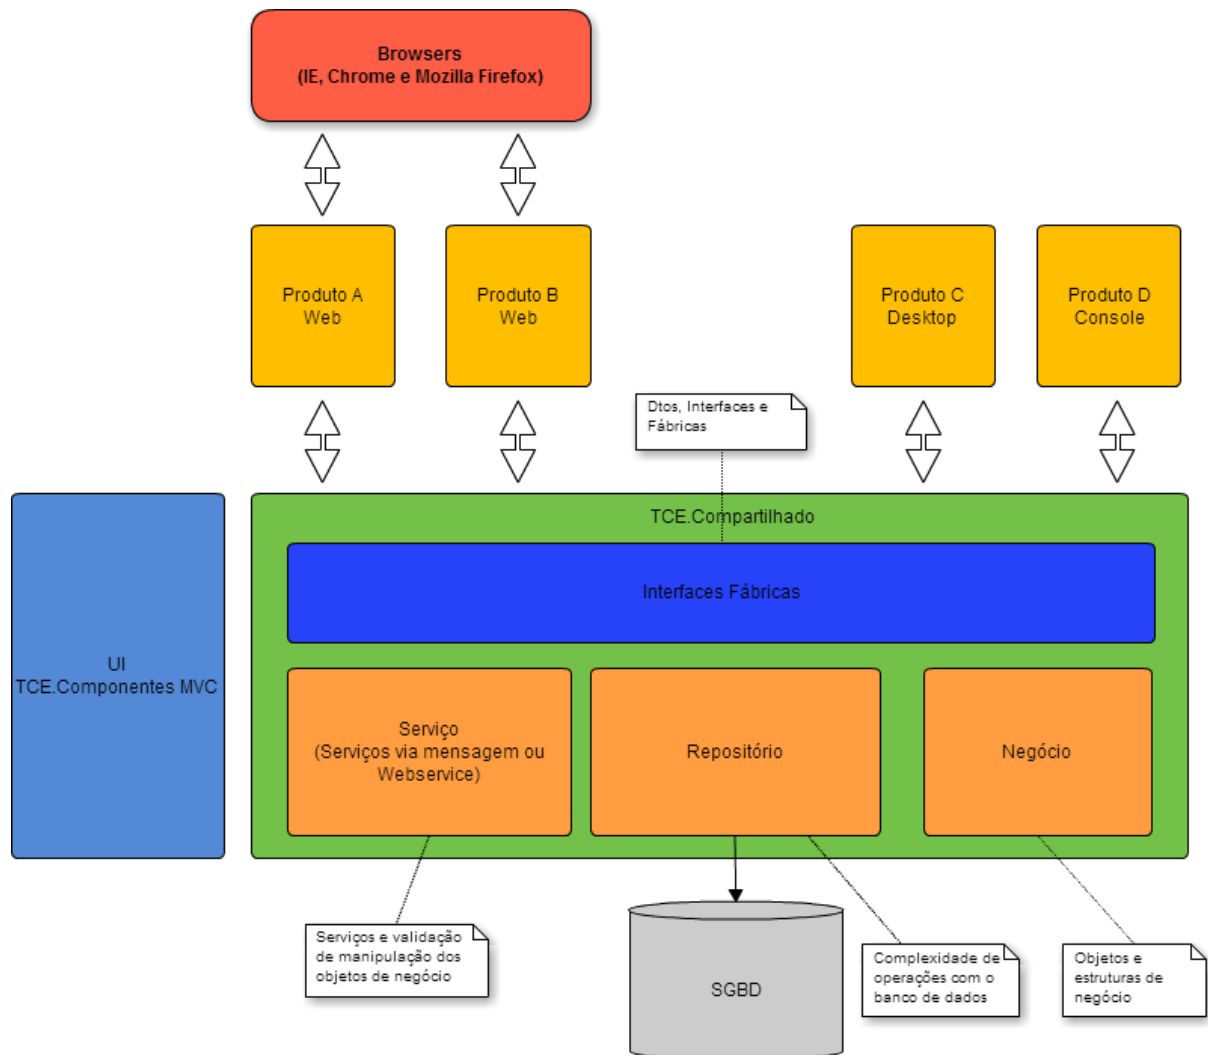 Browsers
(IE, Chrome e Mozilla Firefox)
Produto A
Web
Produto B
Web
Produto C
Desktop
Produto D
Console
Dtos, Interfaces e
Fábricas
UI
TCE.Componentes MVC
TCE.Compartilhado
Interfaces Fábricas
Serviço
(Serviços via mensagem ou
Webservice)
Repositório
Negócio
Serviços e validação
de manipulação dos
objetos de negócio
SGBD
Complexidade de
operações com o
banco de dados
Objetos e
estruturas de
negócio